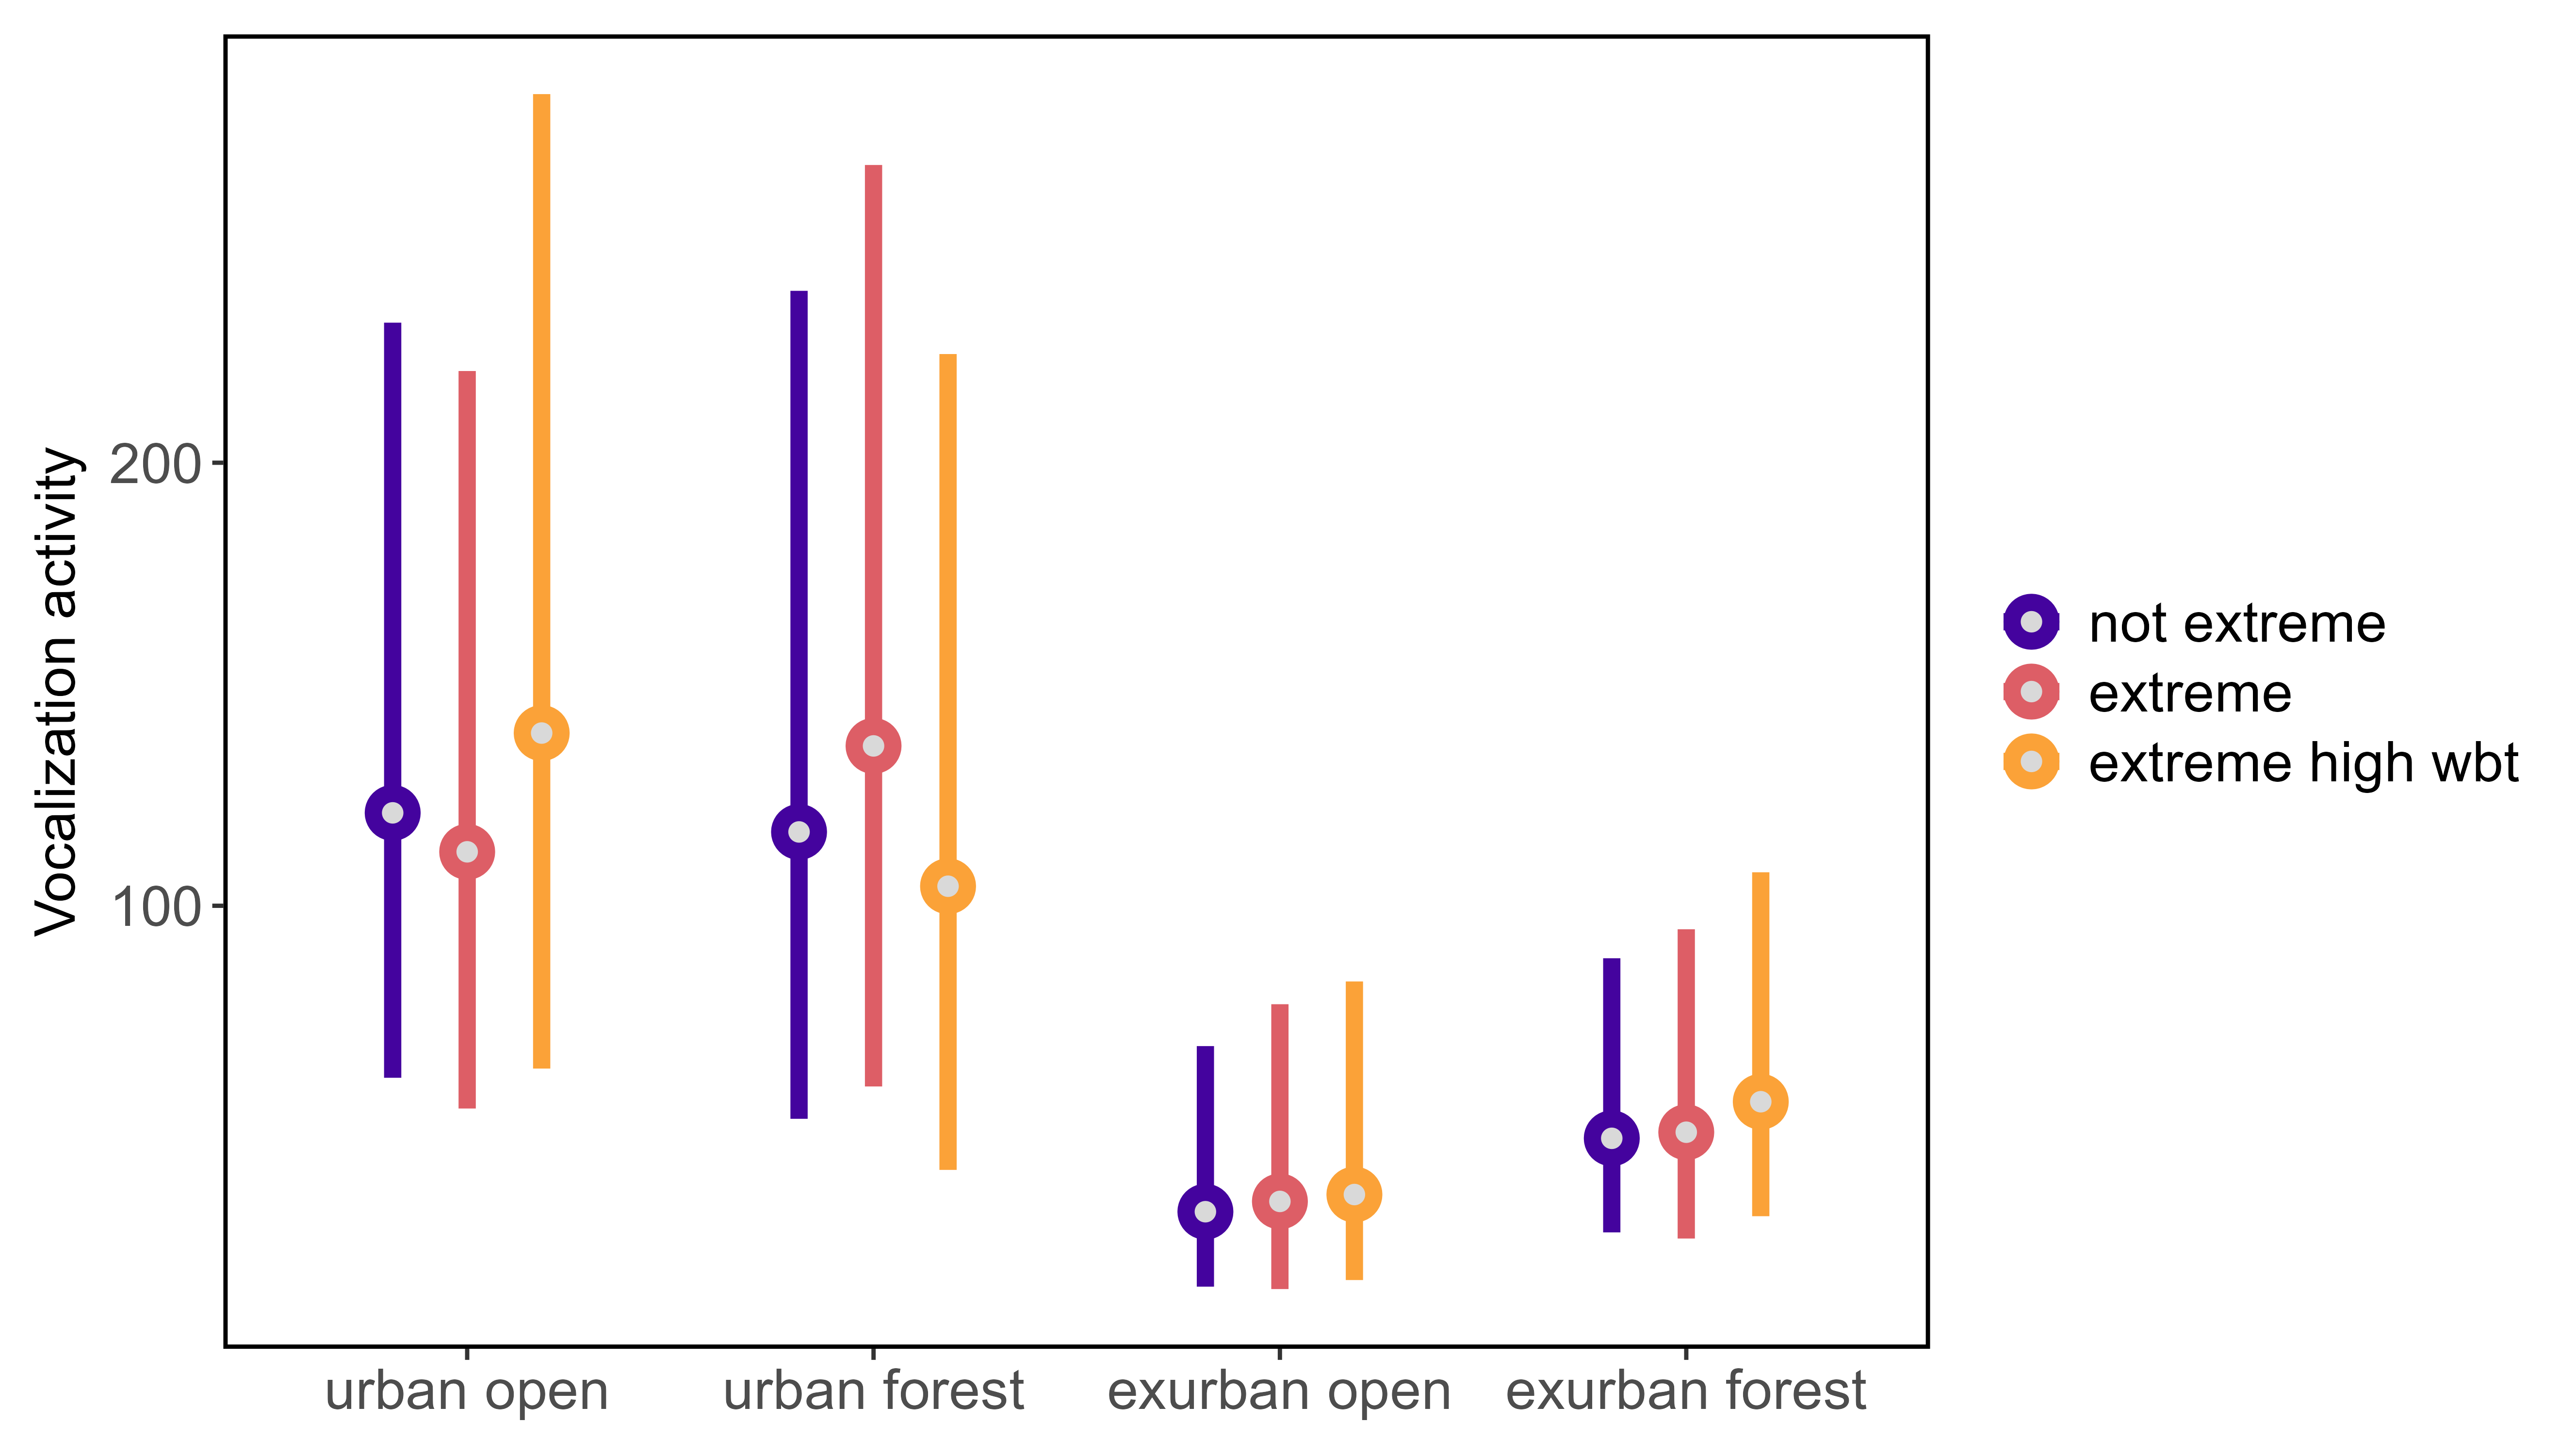 Vocalization activity
200
100
urban open
urban forest
exurban open
exurban forest
not extreme
extreme
extreme high wbt